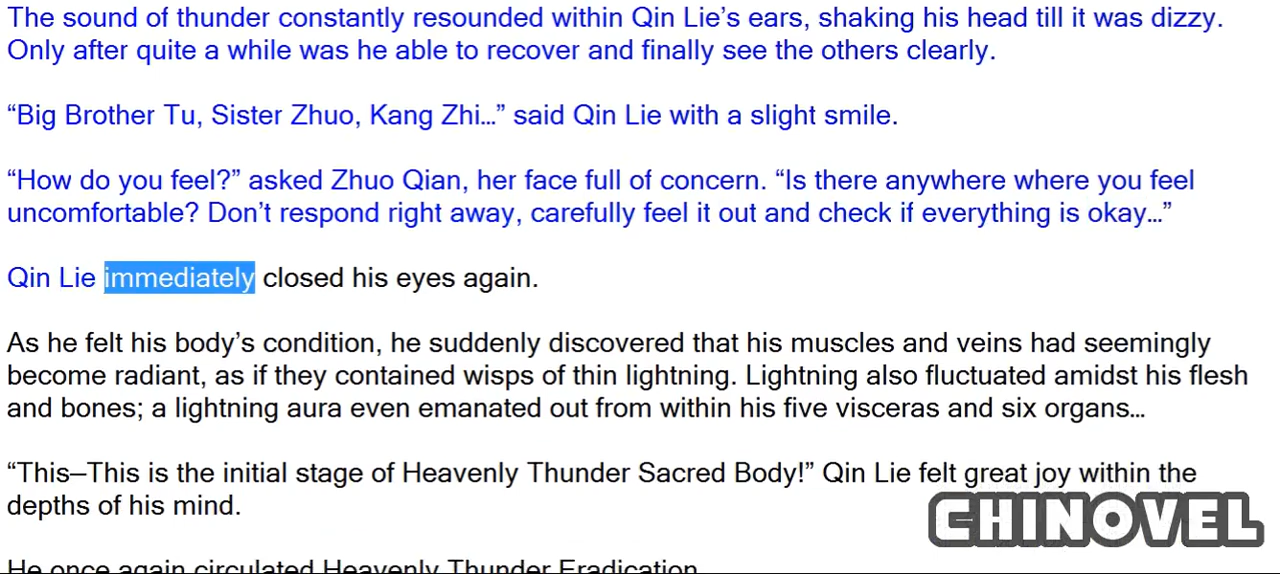 The sound of thunder constantly resounded within Qin Lie’s ears, shaking his head till it was dizzy.
Only after quite a while was he able to recover and finally see the others clearly.
“Big Brother Tu, Sister Zhuo, Kang Zhi…” said Qin Lie with a slight smile.
“How do you feel?” asked Zhuo Qian, her face full of concern. “Is there anywhere where you feel
uncomfortable? Don’t respond right away, carefully feel it out and check if everything is okay…”
Qin Lie immediately closed his eyes again.
As he felt his body’s condition, he suddenly discovered that his muscles and veins had seemingly
become radiant, as if they contained wisps of thin lightning. Lightning also fluctuated amidst his flesh
and bones; a lightning aura even emanated out from within his five visceras and six organs…
“This—This is the initial stage of Heavenly Thunder Sacred Body!” Qin Lie felt great joy within the
depths of his mind.
CHINOVEL
He once again circulated Heavenly Thunder Eradication.